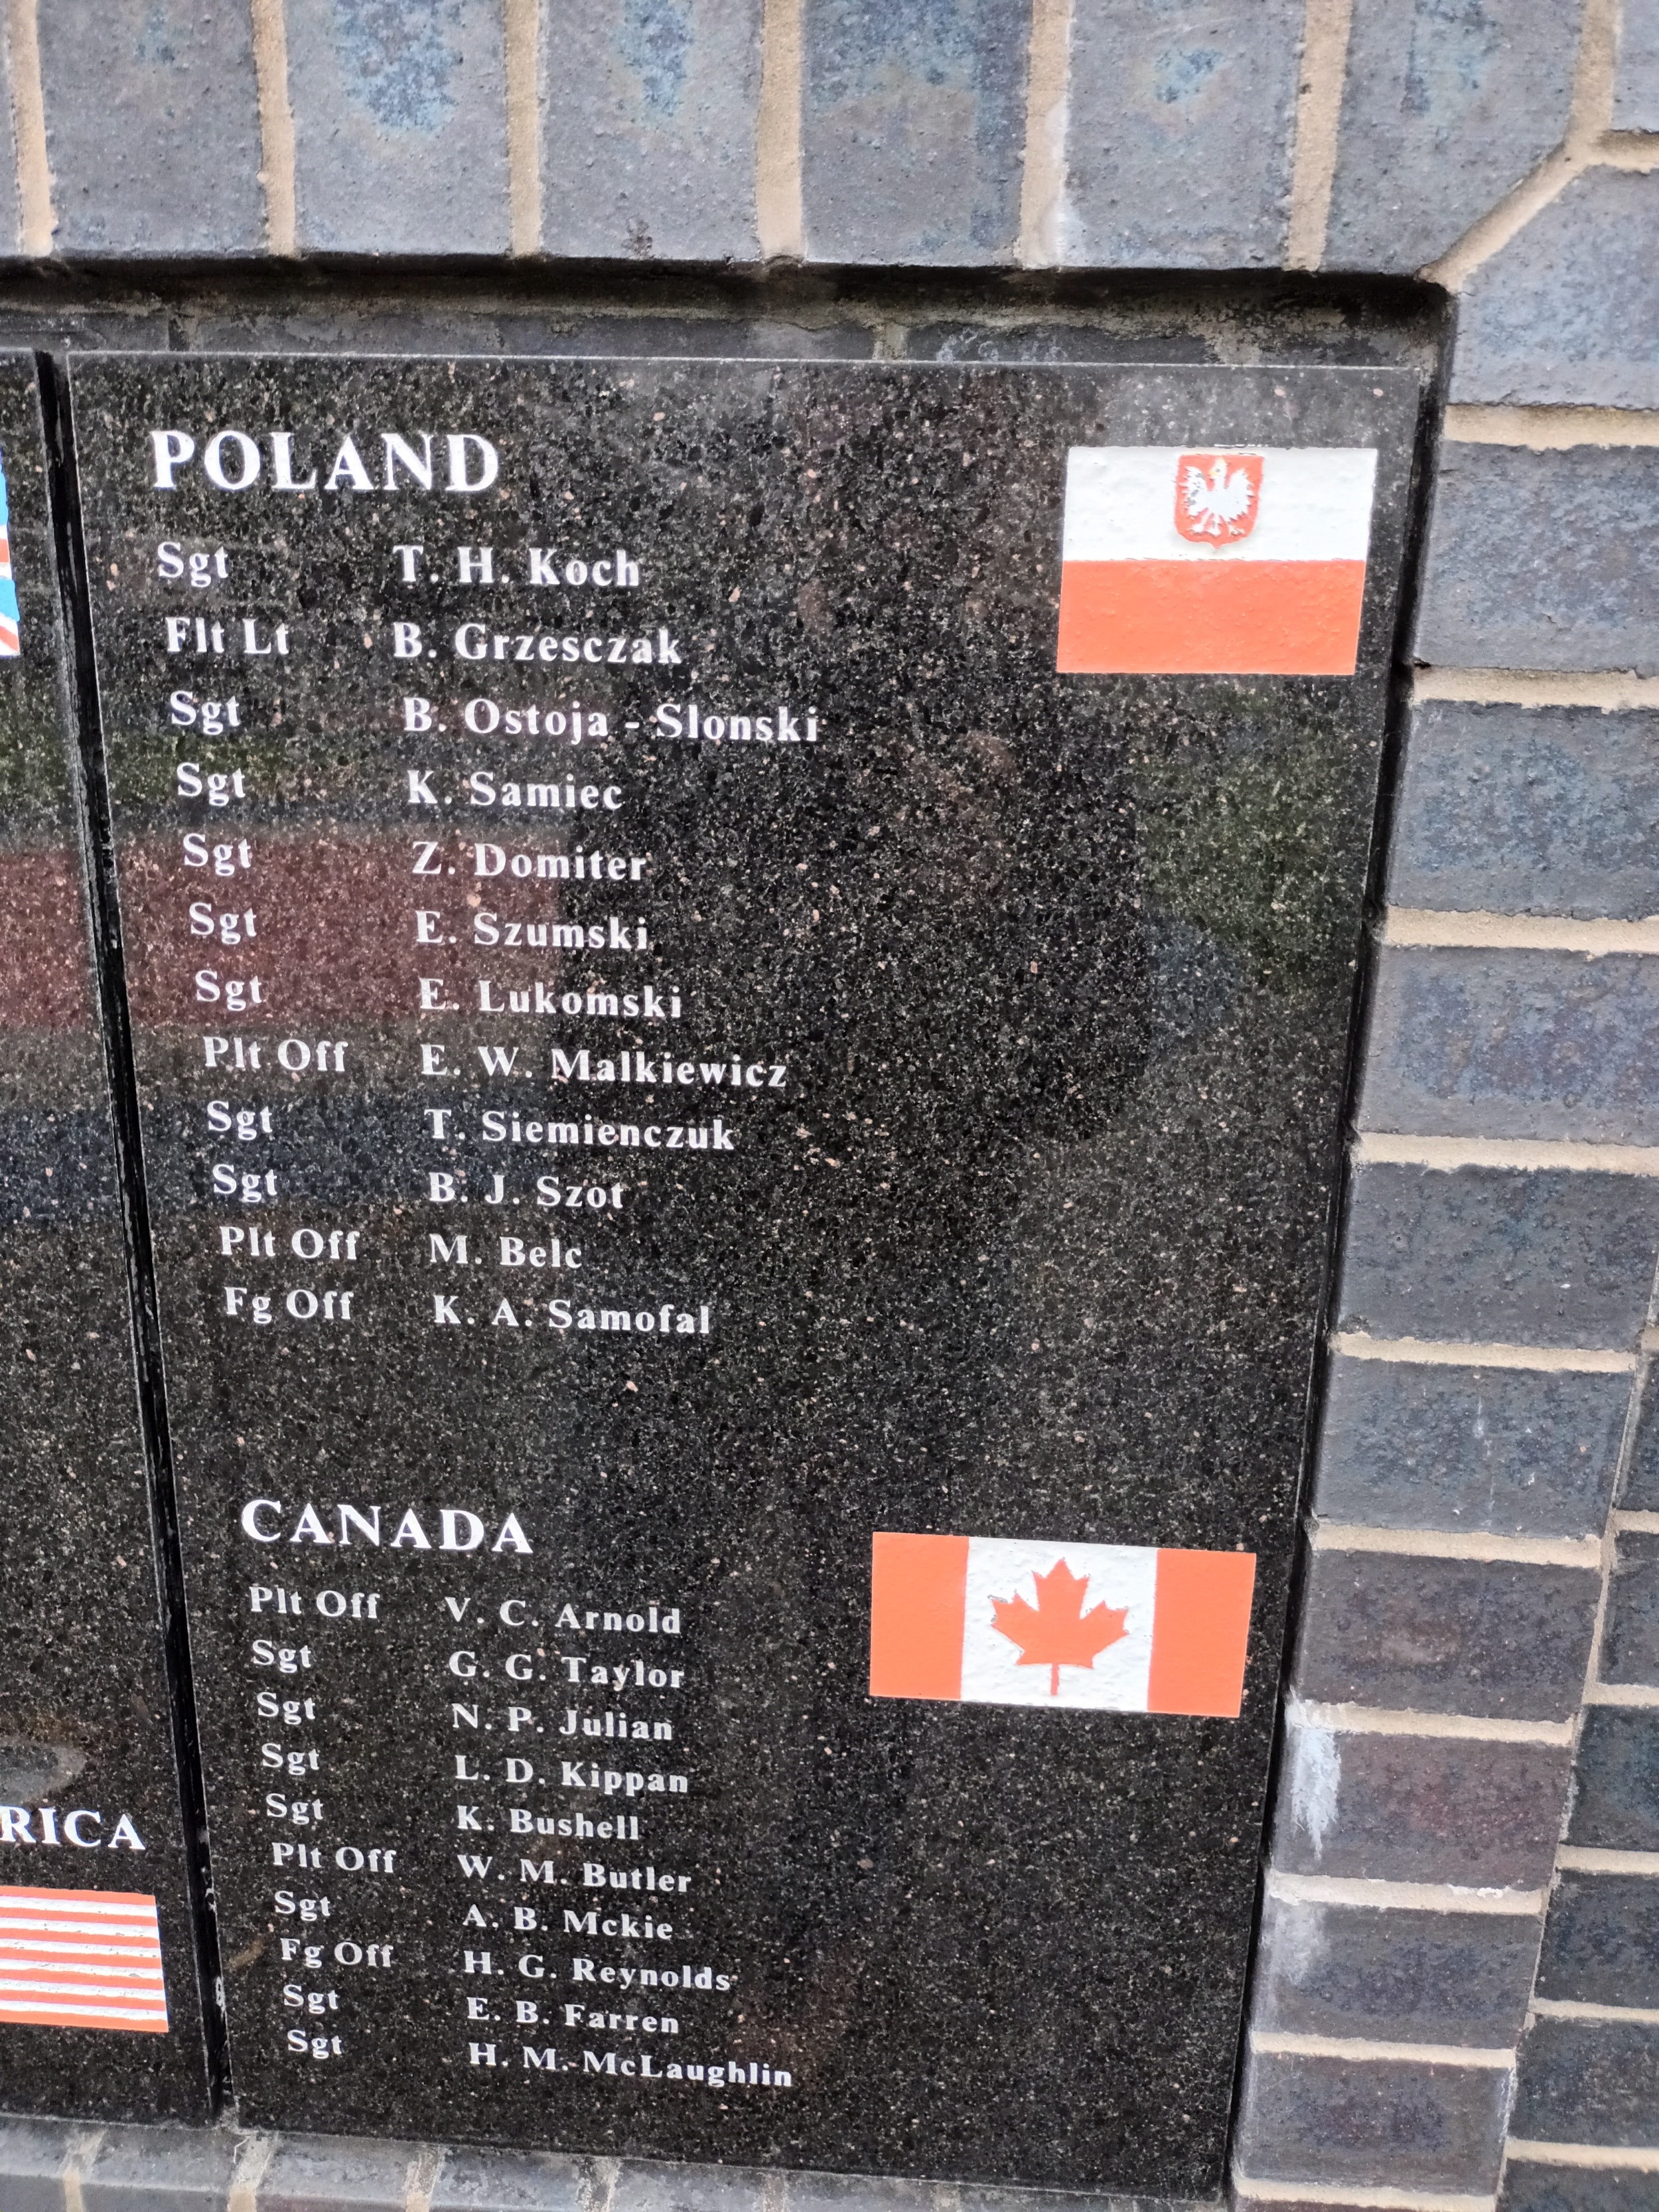 POLAND
Sgt T. H. Koch
Flt Lt B. Grzesczak
Sgt B. Ostoja - Slonski
Sgt K. Samiec
Sgt Z. Domiter
Sgt E. Szumski
Sgt E. Lukomski
Plt Off E. W. Malkiewicz
Sgt T. Siemienczuk
Sgt B. J. Szot
Plt Off M. Belc
Fg Off K. A. Samofal
CANADA
Plt Off V. C. Arnold
Sgt G. G. Taylor
Sgt N. P. Julian
Sgt L. D. Kippan
Sgt K. Bushell
Plt Off W. M. Butler
Sgt A. B. Mckie
Fg Off H. G. Reynolds
Sgt E. B. Farren
Sgt H. M. McLaughlin
RICA